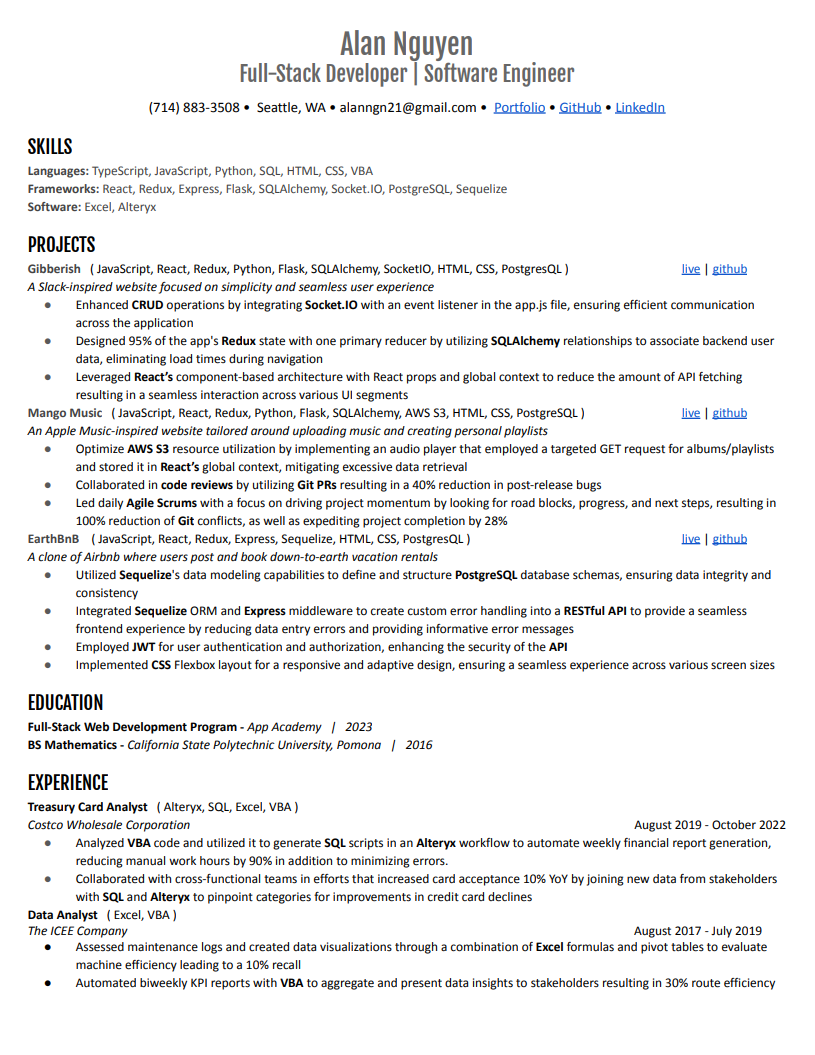 Alan Nguyen
Full-Stack Developer | Software Engineer
(714) 883-3508 • Seattle, WA • alanngn21@gmail.com • Portfolio • GitHub • LinkedIn
SKILLS
Languages: TypeScript, JavaScript, Python, SQL, HTML, CSS, VBA
Frameworks: React, Redux, Express, Flask, SQLAlchemy, Socket.IO, PostgreSQL, Sequelize
Software: Excel, Alteryx
PROJECTS
Gibberish ( JavaScript, React, Redux, Python, Flask, SQLAlchemy, SocketIO, HTML, CSS, PostgresQL ) live | github
A Slack-inspired website focused on simplicity and seamless user experience
● Enhanced CRUD operations by integrating Socket.IO with an event listener in the app.js file, ensuring efficient communication
across the application
● Designed 95% of the app's Redux state with one primary reducer by utilizing SQLAlchemy relationships to associate backend user
data, eliminating load times during navigation
● Leveraged React’s component-based architecture with React props and global context to reduce the amount of API fetching
resulting in a seamless interaction across various UI segments
Mango Music ( JavaScript, React, Redux, Python, Flask, SQLAlchemy, AWS S3, HTML, CSS, PostgreSQL ) live | github
An Apple Music-inspired website tailored around uploading music and creating personal playlists
● Optimize AWS S3 resource utilization by implementing an audio player that employed a targeted GET request for albums/playlists
and stored it in React’s global context, mitigating excessive data retrieval
● Collaborated in code reviews by utilizing Git PRs resulting in a 40% reduction in post-release bugs
● Led daily Agile Scrums with a focus on driving project momentum by looking for road blocks, progress, and next steps, resulting in
100% reduction of Git conflicts, as well as expediting project completion by 28%
EarthBnB ( JavaScript, React, Redux, Express, Sequelize, HTML, CSS, PostgresQL ) live | github
A clone of Airbnb where users post and book down-to-earth vacation rentals
● Utilized Sequelize's data modeling capabilities to define and structure PostgreSQL database schemas, ensuring data integrity and
consistency
● Integrated Sequelize ORM and Express middleware to create custom error handling into a RESTful API to provide a seamless
frontend experience by reducing data entry errors and providing informative error messages
● Employed JWT for user authentication and authorization, enhancing the security of the API
● Implemented CSS Flexbox layout for a responsive and adaptive design, ensuring a seamless experience across various screen sizes
EDUCATION
Full-Stack Web Development Program - App Academy | 2023
BS Mathematics - California State Polytechnic University, Pomona | 2016
EXPERIENCE
Treasury Card Analyst ( Alteryx, SQL, Excel, VBA )
Costco Wholesale Corporation August 2019 - October 2022
● Analyzed VBA code and utilized it to generate SQL scripts in an Alteryx workflow to automate weekly financial report generation,
reducing manual work hours by 90% in addition to minimizing errors.
● Collaborated with cross-functional teams in efforts that increased card acceptance 10% YoY by joining new data from stakeholders
with SQL and Alteryx to pinpoint categories for improvements in credit card declines
Data Analyst ( Excel, VBA )
The ICEE Company August 2017 - July 2019
● Assessed maintenance logs and created data visualizations through a combination of Excel formulas and pivot tables to evaluate
machine efficiency leading to a 10% recall
● Automated biweekly KPI reports with VBA to aggregate and present data insights to stakeholders resulting in 30% route efficiency